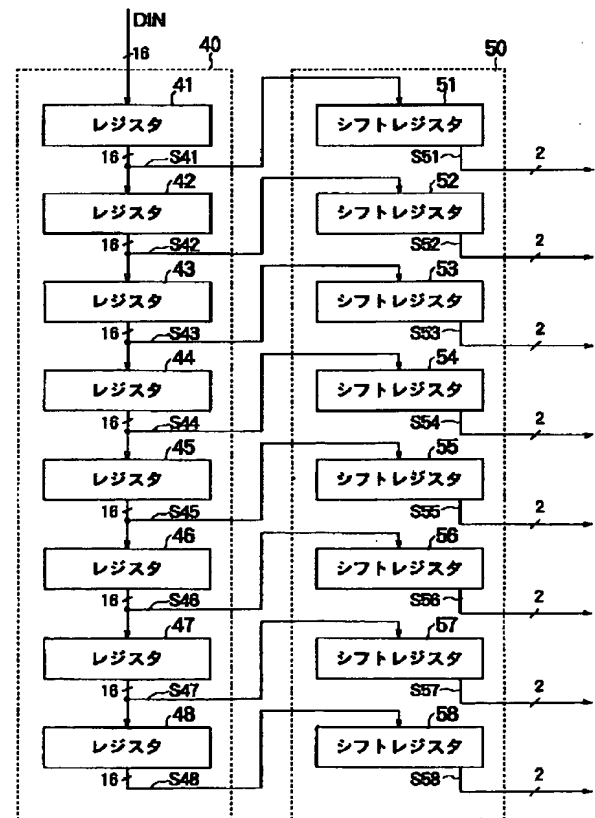 DIN
16
40
50
41
51
レジスタ
シフトレジスタ
16
S41
S51
2
42
52
レジスタ
シフトレジスタ
16
S42
S52
2
43
53
レジスタ
シフトレジスタ
16
S43
S53
2
44
54
レジスタ
シフトレジスタ
16
S44
S54
2
45
55
レジスタ
シフトレジスタ
16
S45
S55
2
46
56
レジスタ
シフトレジスタ
16
S46
S56
2
47
57
レジスタ
シフトレジスタ
16
S47
S57
2
48
58
レジスタ
シフトレジスタ
16
S48
S58
2